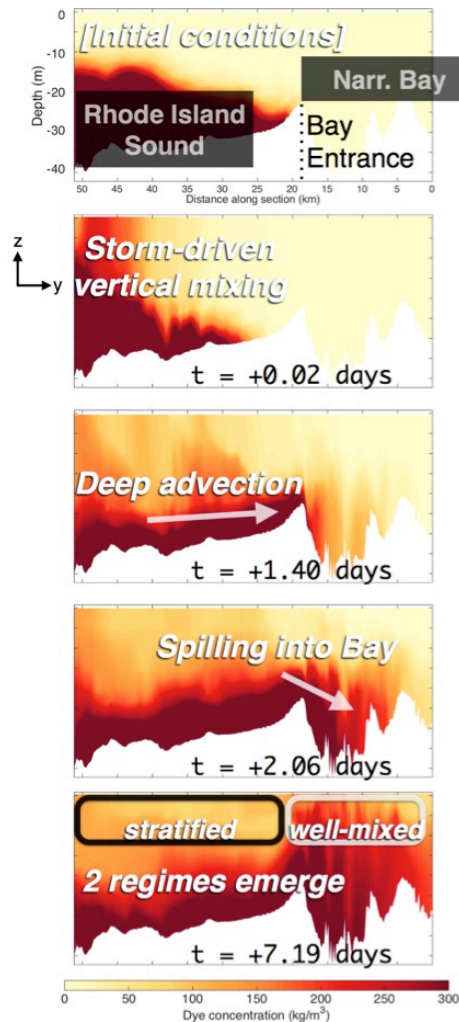 [Initial conditions]
Narr. Bay
Rhode Island
Sound
Bay
Entrance
Depth (m)
0
-10
-20
-30
-40
50 45 40 35 30 25 20 15 10 5 0
Distance along section (km)
z
y
Storm-driven
vertical mixing
t = +0.02 days
Deep advection
t = +1.40 days
Spilling into Bay
t = +2.06 days
stratified
well-mixed
2 regimes emerge
t = +7.19 days
0 50 100 150 200 250 300
Dye concentration (kg/m³)